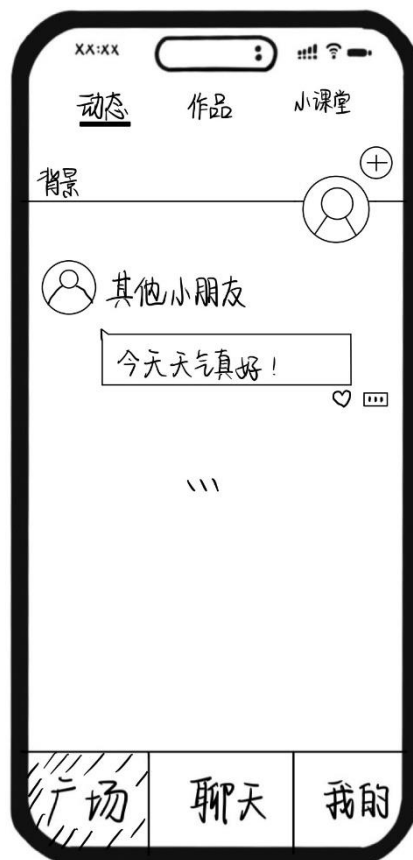 XX:XX
动态 作品 小课堂
背景
其他小朋友
今天天气真好!
广场 聊天 我的